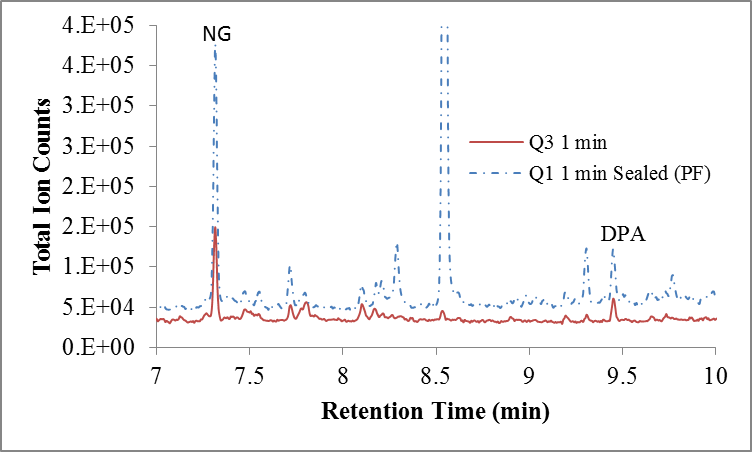 NG
4.E+05
4.E+05
3.E+05
3.E+05
2.E+05
2.E+05
1.E+05
5.E+04
0.E+00
Total Ion Counts
Q3 1 min
Q1 1 min Sealed (PF)
DPA
7 7.5 8 8.5 9 9.5 10
Retention Time (min)